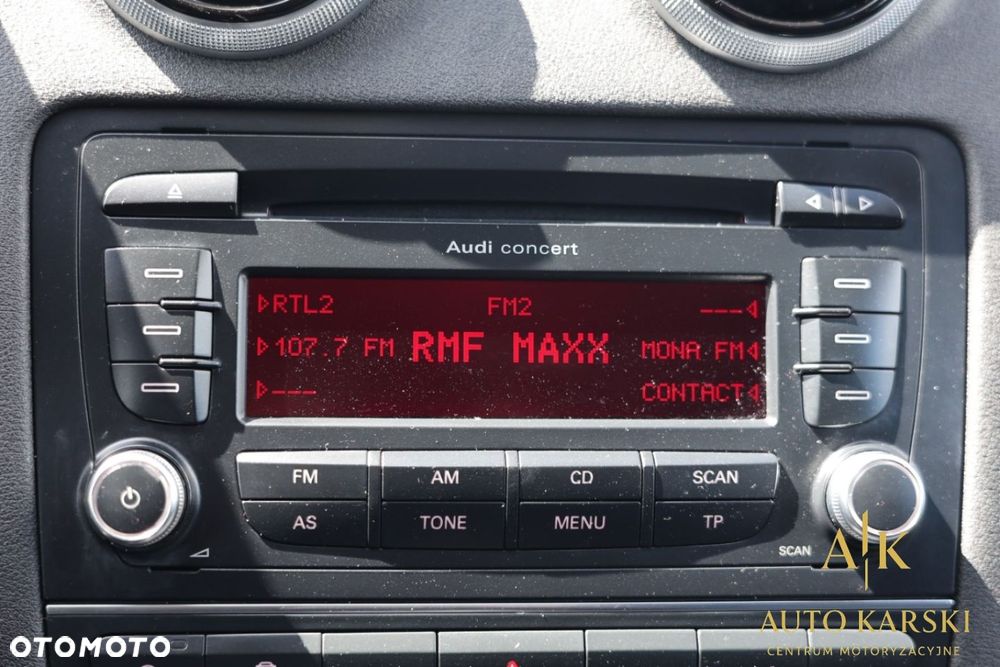 Audi concert
RTL2 FM2 ---
107.7 FM RMF MAXX MONA FM
--- CONTACT
FM AM CD SCAN
AS TONE MENU TP
SCAN
AK
AUTO KARSKI
CENTRUM MOTORYZACYJNE
OTOMOTO